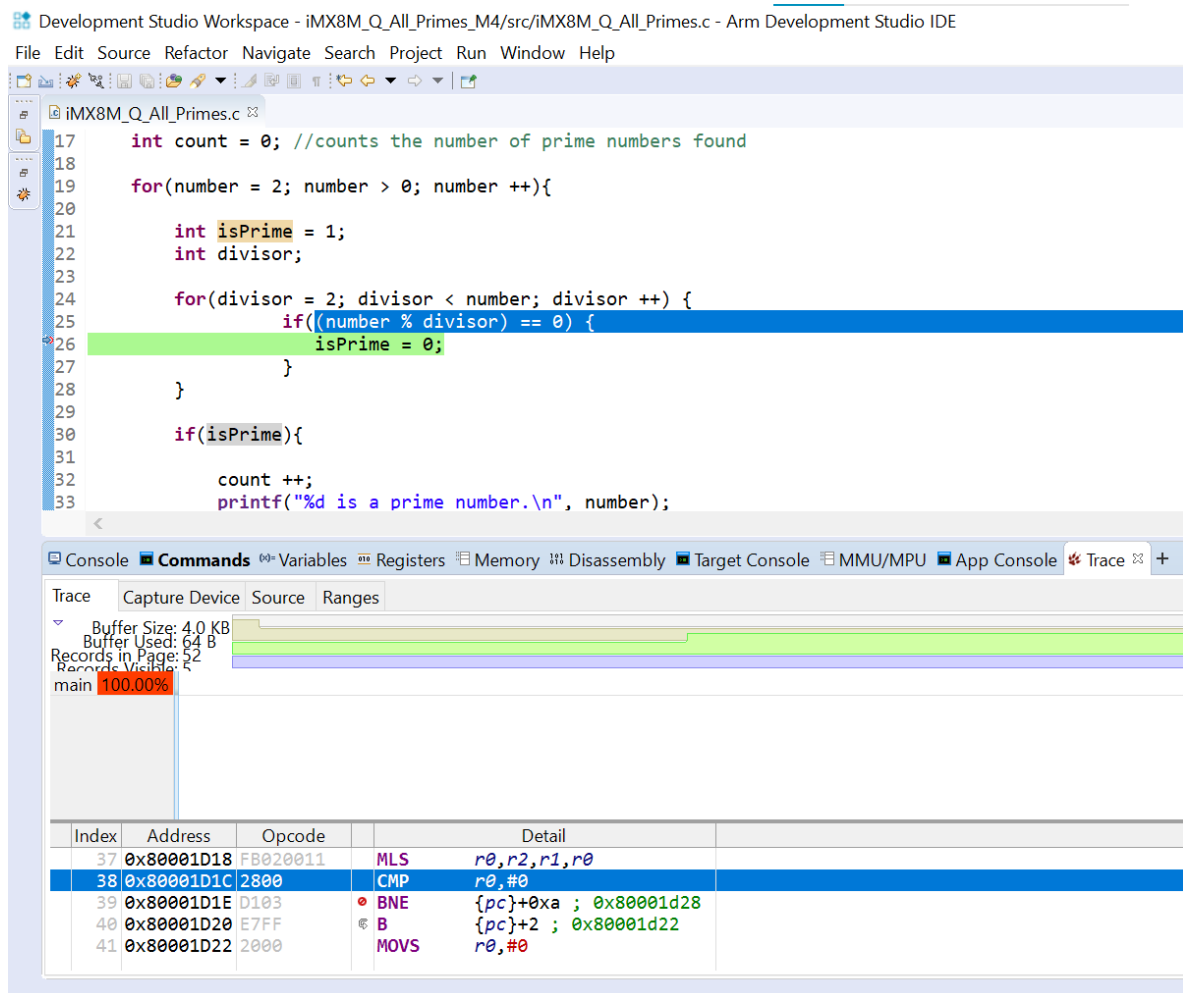 Development Studio Workspace - iMX8M_Q_All_Primes_M4/src/iMX8M_Q_All_Primes.c - Arm Development Studio IDE
File Edit Source Refactor Navigate Search Project Run Window Help
iMX8M_Q_All_Primes.c
17 int count = 0; //counts the number of prime numbers found
18
19 for(number = 2; number > 0; number ++){
20
21 int isPrime = 1;
22 int divisor;
23
24 for(divisor = 2; divisor < number; divisor ++) {
25 if((number % divisor) == 0) {
26 isPrime = 0;
27 }
28 }
29
30 if(isPrime){
31
32 count ++;
33 printf("%d is a prime number.\n", number);
Console Commands Variables Registers Memory Disassembly Target Console MMU/MPU App Console Trace
Trace Capture Device Source Ranges
Buffer Size: 4.0 KB
Buffer Used: 64 B
Records in Page: 52
Records Visible: 5
main 100.00%
Index Address Opcode Detail
37 0x80001D18 FB020011 MLS r0,r2,r1,r0
38 0x80001D1C 2800 CMP r0,#0
39 0x80001D1E D103 BNE {pc}+0xa ; 0x80001d28
40 0x80001D20 E7FF B {pc}+2 ; 0x80001d22
41 0x80001D22 2000 MOVS r0,#0